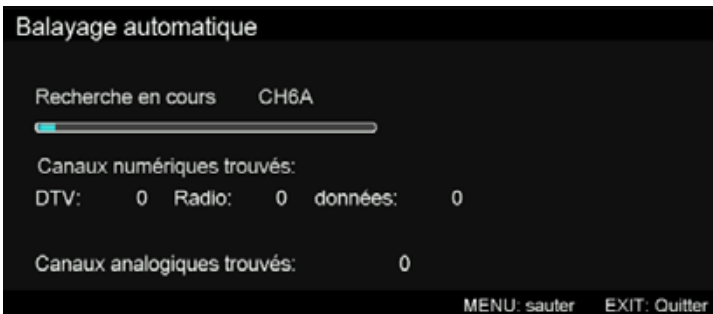 Balayage automatique
Recherche en cours CH6A
Canaux numériques trouvés:
DTV: 0 Radio: 0 données: 0
Canaux analogiques trouvés: 0
MENU: sauter EXIT: Quitter